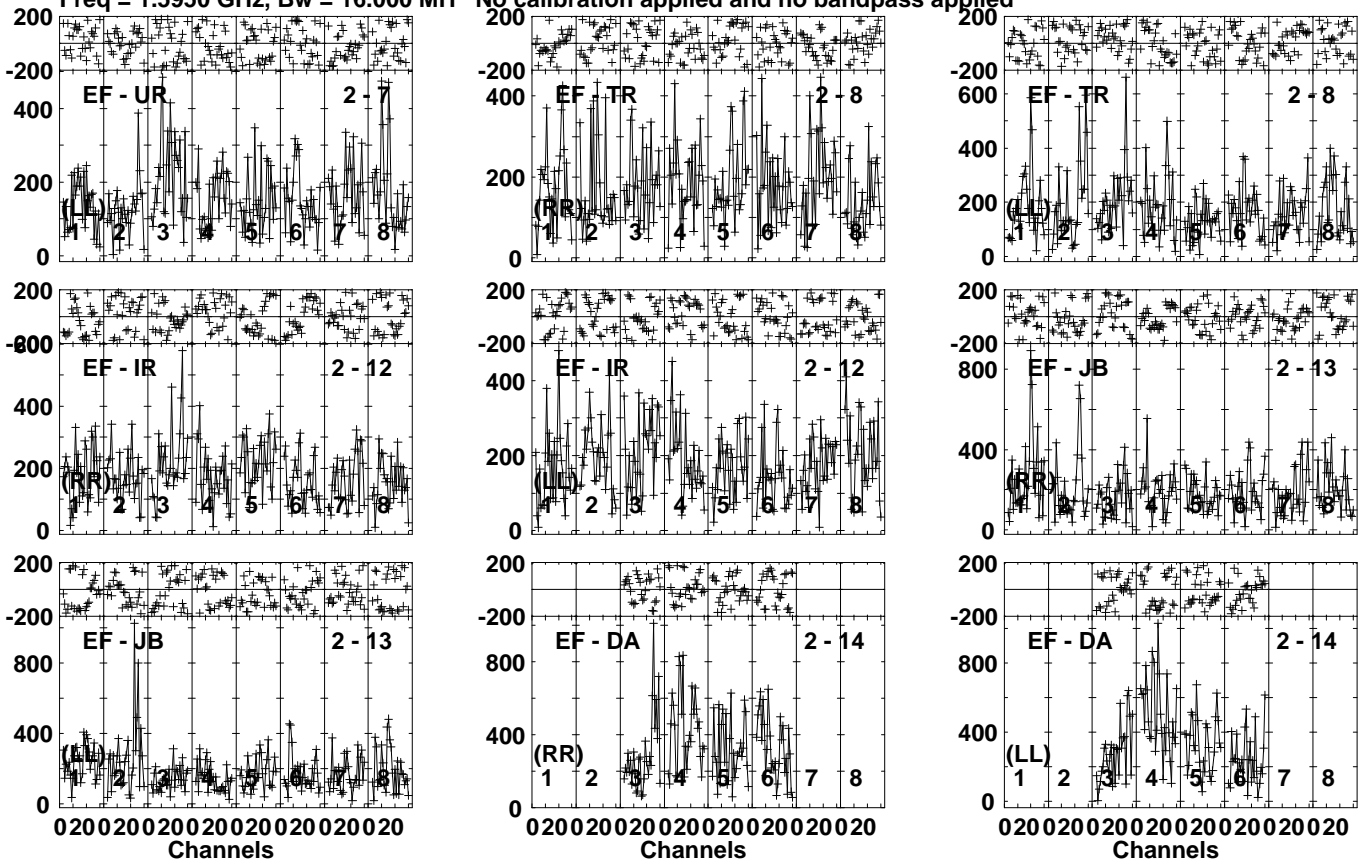 Freq = 1.5950 GHz, Bw = 16.000 MH No calibration applied and no bandpass applied
200 200 200
-200 -200 -200
EF - UR 2 - 7 EF - TR 2 - 8 EF - TR 2 - 8
400 400 600
200 200 400
0 0 200
0
(LL) (RR) (LL)
1 2 3 4 5 6 7 8 1 2 3 4 5 6 7 8 1 2 3 4 5 6 7 8
200 200 200
-200 -200 -200
600
EF - IR 2 - 12 EF - IR 2 - 12 EF - JB 2 - 13
400 400 800
200 200 400
0 0 0
(RR) (LL) (RR)
1 2 3 4 5 6 7 8 1 2 3 4 5 6 7 8 1 2 3 4 5 6 7 8
200 200 200
-200 -200 -200
EF - JB 2 - 13 EF - DA 2 - 14 EF - DA 2 - 14
800 800 800
400 400 400
0 0 0
(LL) (RR) (LL)
1 2 3 4 5 6 7 8 1 2 3 4 5 6 7 8 1 2 3 4 5 6 7 8
0 20 0 20 0 20 0 20 0 20 0 20 0 20 0 20 0 20 0 20 0 20 0 20 0 20 0 20 0 20 0 20 0 20 0 20 0 20 0 20 0 20 0 20 0 20 0 20
Channels Channels Channels